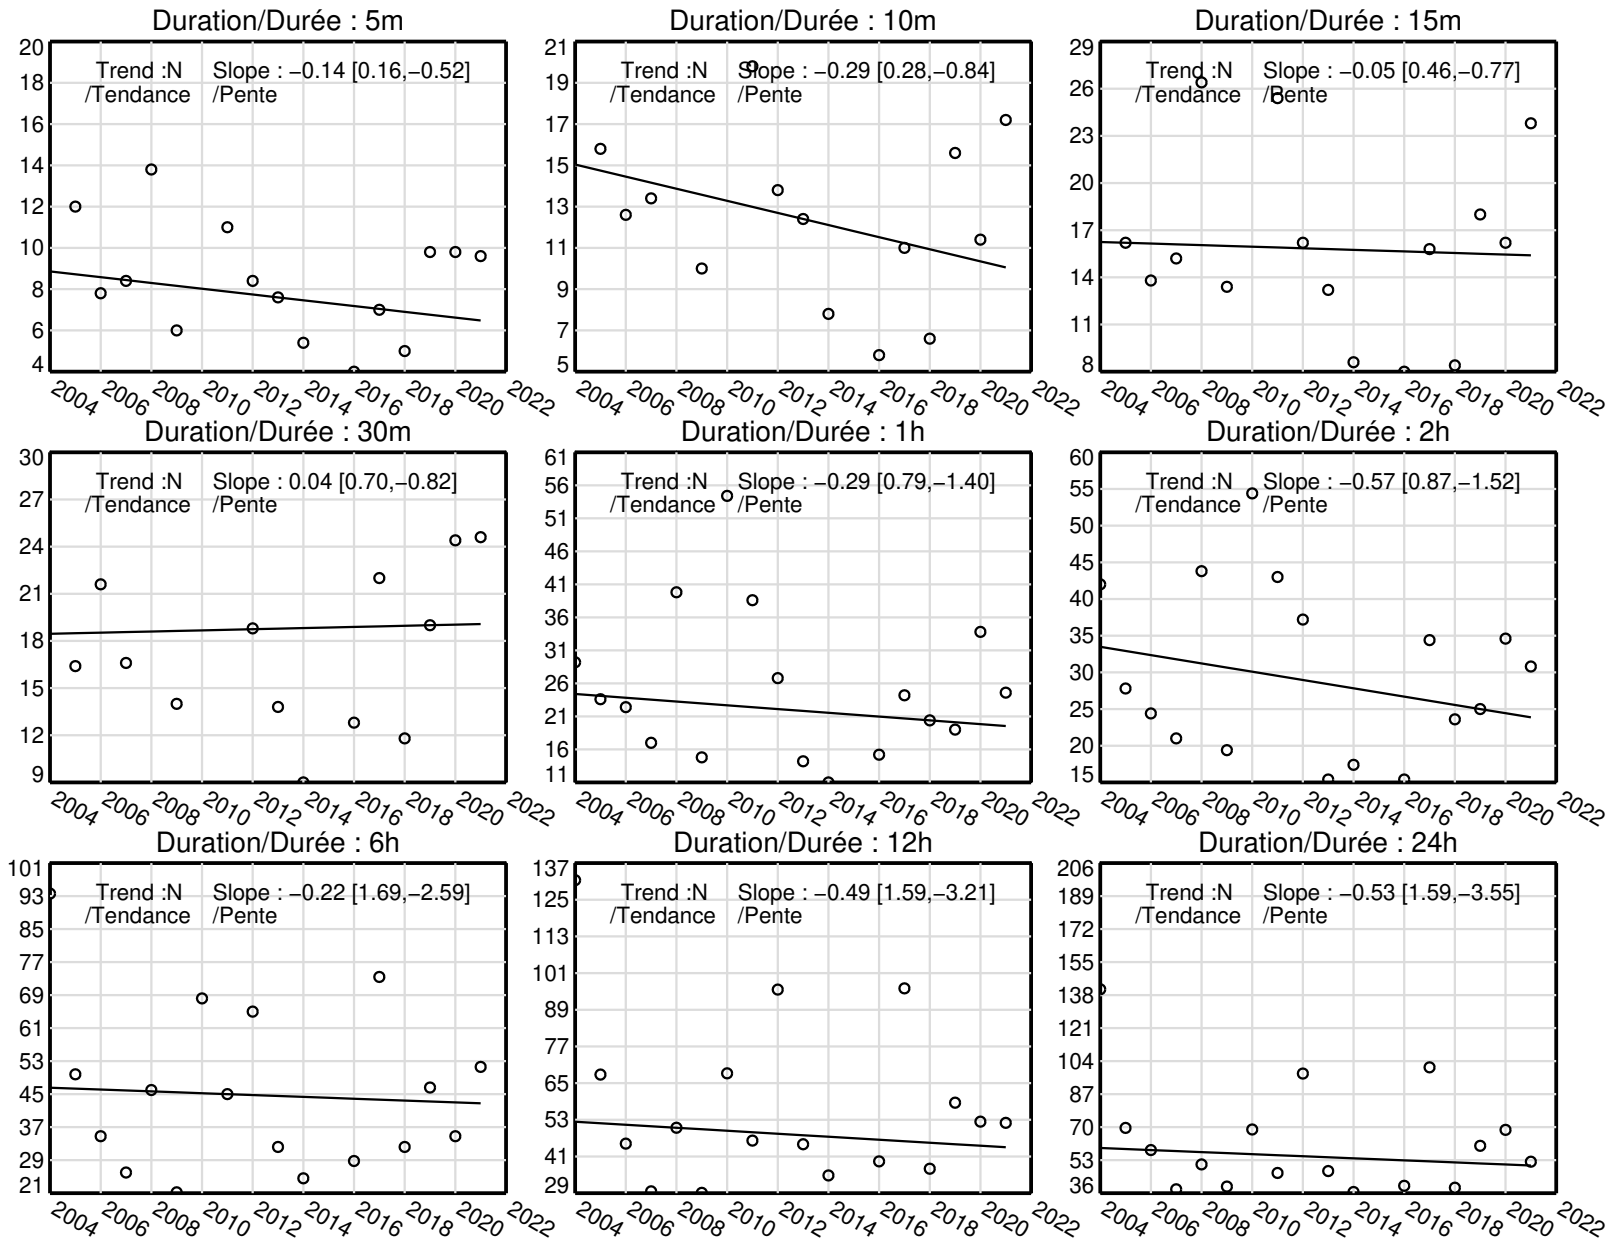 Duration/Durée : 5m
Trend :N Slope : −0.14 [0.16,−0.52]
/Tendance /Pente
20
18
16
14
12
10
8
6
4
2004 2006 2008 2010 2012 2014 2016 2018 2020 2022
Duration/Durée : 10m
Trend :N Slope : −0.29 [0.28,−0.84]
/Tendance /Pente
21
19
17
15
13
11
9
7
5
2004 2006 2008 2010 2012 2014 2016 2018 2020 2022
Duration/Durée : 15m
Trend :N Slope : −0.05 [0.46,−0.77]
/Tendance /Pente
29
26
23
20
17
14
11
8
2004 2006 2008 2010 2012 2014 2016 2018 2020 2022
Duration/Durée : 30m
Trend :N Slope : 0.04 [0.70,−0.82]
/Tendance /Pente
30
27
24
21
18
15
12
9
2004 2006 2008 2010 2012 2014 2016 2018 2020 2022
Duration/Durée : 1h
Trend :N Slope : −0.29 [0.79,−1.40]
/Tendance /Pente
61
56
51
46
41
36
31
26
21
16
11
2004 2006 2008 2010 2012 2014 2016 2018 2020 2022
Duration/Durée : 2h
Trend :N Slope : −0.57 [0.87,−1.52]
/Tendance /Pente
60
55
50
45
40
35
30
25
20
15
2004 2006 2008 2010 2012 2014 2016 2018 2020 2022
Duration/Durée : 6h
Trend :N Slope : −0.22 [1.69,−2.59]
/Tendance /Pente
101
93
85
77
69
61
53
45
37
29
21
2004 2006 2008 2010 2012 2014 2016 2018 2020 2022
Duration/Durée : 12h
Trend :N Slope : −0.49 [1.59,−3.21]
/Tendance /Pente
137
125
113
101
89
77
65
53
41
29
2004 2006 2008 2010 2012 2014 2016 2018 2020 2022
Duration/Durée : 24h
Trend :N Slope : −0.53 [1.59,−3.55]
/Tendance /Pente
206
189
172
155
138
121
104
87
70
53
36
2004 2006 2008 2010 2012 2014 2016 2018 2020 2022